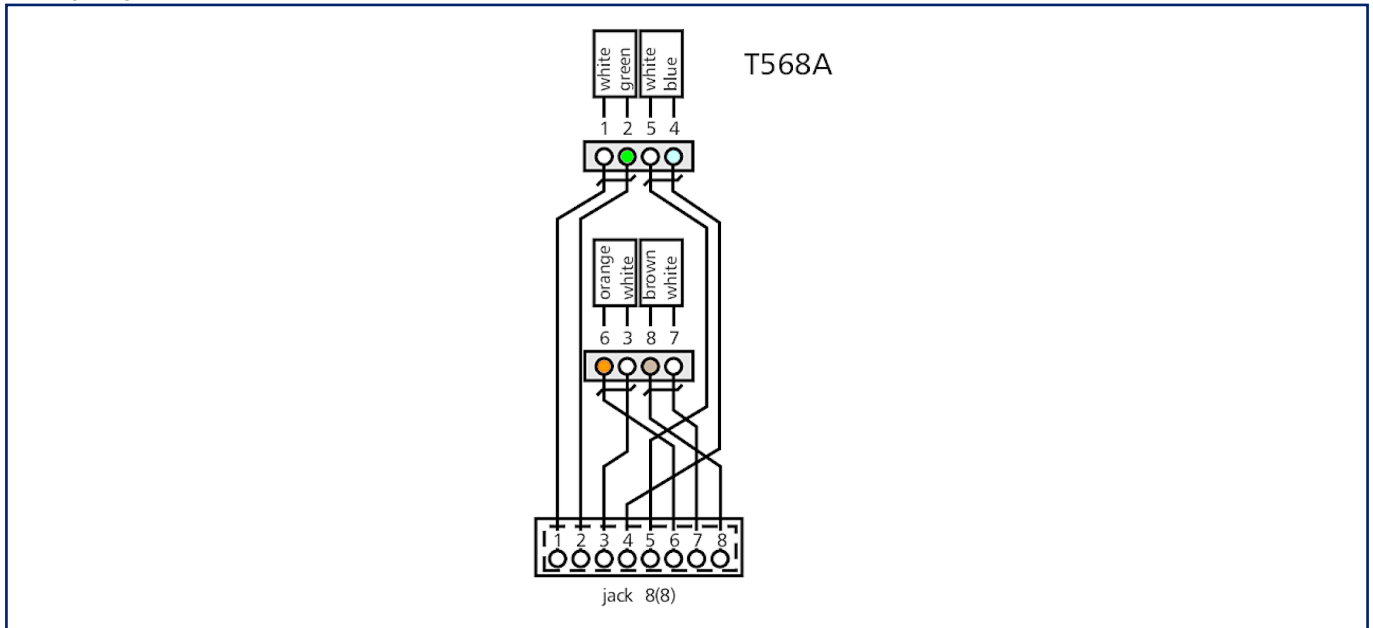 T568A
white green white blue
1 2 5 4
orange white brown white
6 3 8 7
1 2 3 4 5 6 7 8
jack 8(8)